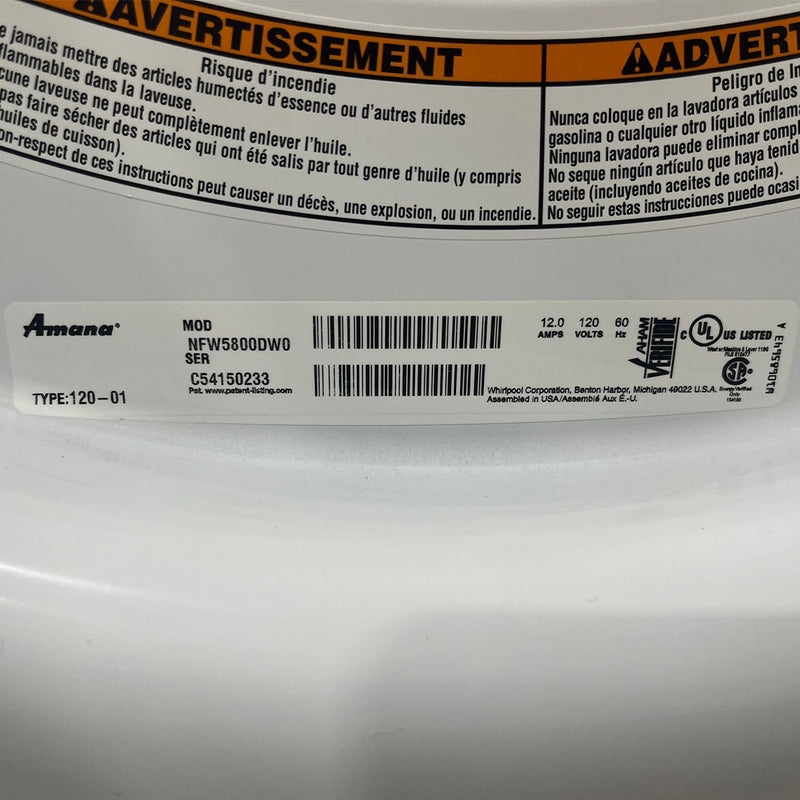 AVERTISSEMENT
Risque d'incendie
jamais mettre des articles humectés d'essence ou d'autres fluides
flammables dans la laveuse.
cune laveuse ne peut complètement enlever l'huile.
pas faire sécher des articles qui ont été salis par tout genre d'huile (y compris
huiles de cuisson).
on-respect de ces instructions peut causer un décès, une explosion, ou un incendie.
ADVERT
Peligro de In
Nunca coloque en la lavadora artículos
gasolina o cualquier otro líquido inflama
Ninguna lavadora puede eliminar compl
No seque ningún artículo que haya tenid
aceite (incluyendo aceites de cocina).
No seguir estas instrucciones puede ocasi
Amana
TYPE:120-01
MOD
NFW5800DW0
SER
C54150233
Pat. www.patent-listing.com
12.0 120 60
AMPS VOLTS Hz
AHAM
VERIFIDE
C UL US LISTED
Energy Verified
Only
Whirlpool Corporation, Benton Harbor, Michigan 49022 U.S.A.
Assembled in USA/Assemblé Aux É.-U.